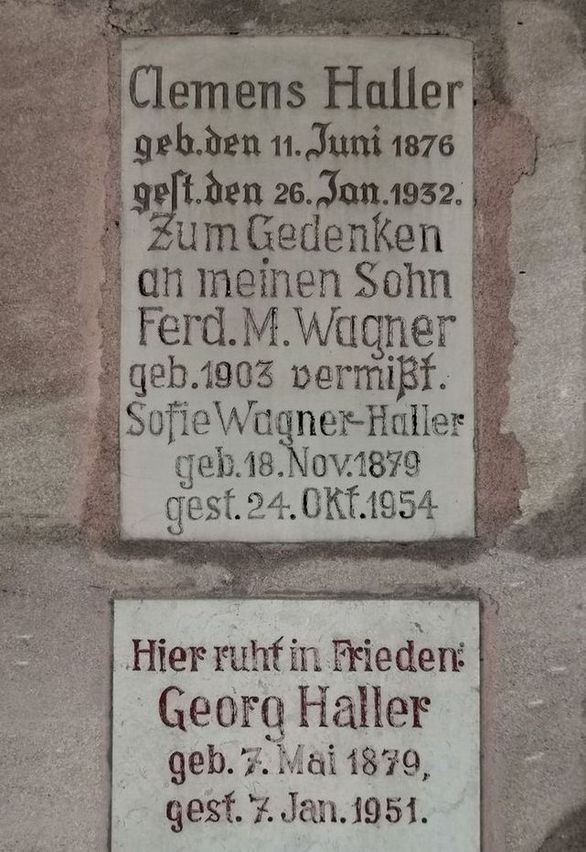 Clemens Haller
geb. den 11. Juni 1876
gest. den 26. Jan. 1932.
Zum Gedenken
an meinen Sohn
Ferd. M. Wagner
geb. 1903 vermißt.
Sofie Wagner-Haller
geb. 18. Nov. 1879
gest. 24. Okt. 1954
Hier ruht in Frieden:
Georg Haller
geb. 7. Mai 1879,
gest. 7. Jan. 1951.